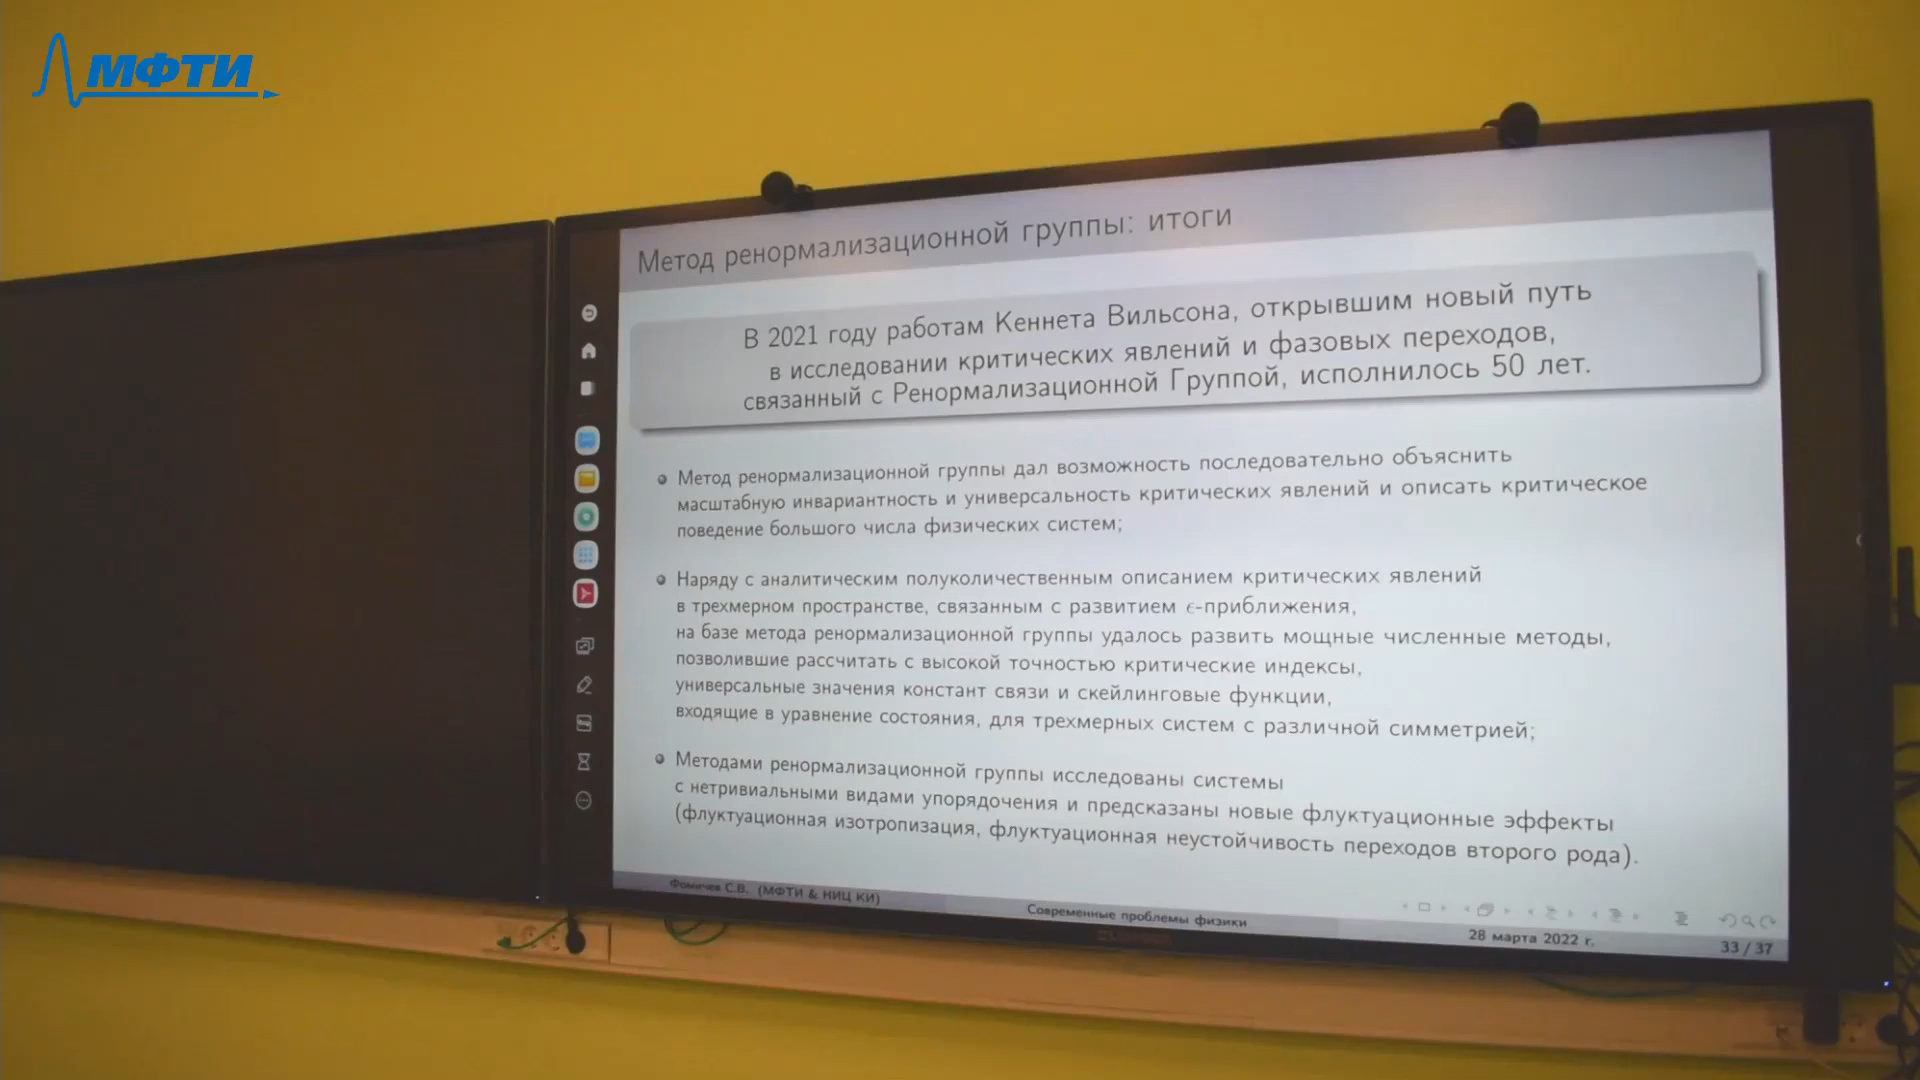 МФТИ
Метод ренормализационной группы: итоги
В 2021 году работам Кеннета Вильсона, открывшим новый путь
в исследовании критических явлений и фазовых переходов,
связанный с Ренормализационной Группой, исполнилось 50 лет.
Метод ренормализационной группы дал возможность последовательно объяснить
масштабную инвариантность и универсальность критических явлений и описать критическое
поведение большого числа физических систем;
Наряду с аналитическим полуколичественным описанием критических явлений
в трехмерном пространстве, связанным с развитием ϵ-приближения,
на базе метода ренормализационной группы удалось развить мощные численные методы,
позволившие рассчитать с высокой точностью критические индексы,
универсальные значения констант связи и скейлинговые функции,
входящие в уравнение состояния, для трехмерных систем с различной симметрией;
Методами ренормализационной группы исследованы системы
с нетривиальными видами упорядочения и предсказаны новые флуктуационные эффекты
(флуктуационная изотропизация, флуктуационная неустойчивость переходов второго рода).
Фомичев С.В. (МФТИ & НИЦ КИ)
Современные проблемы физики
28 марта 2022 г.
33 / 37